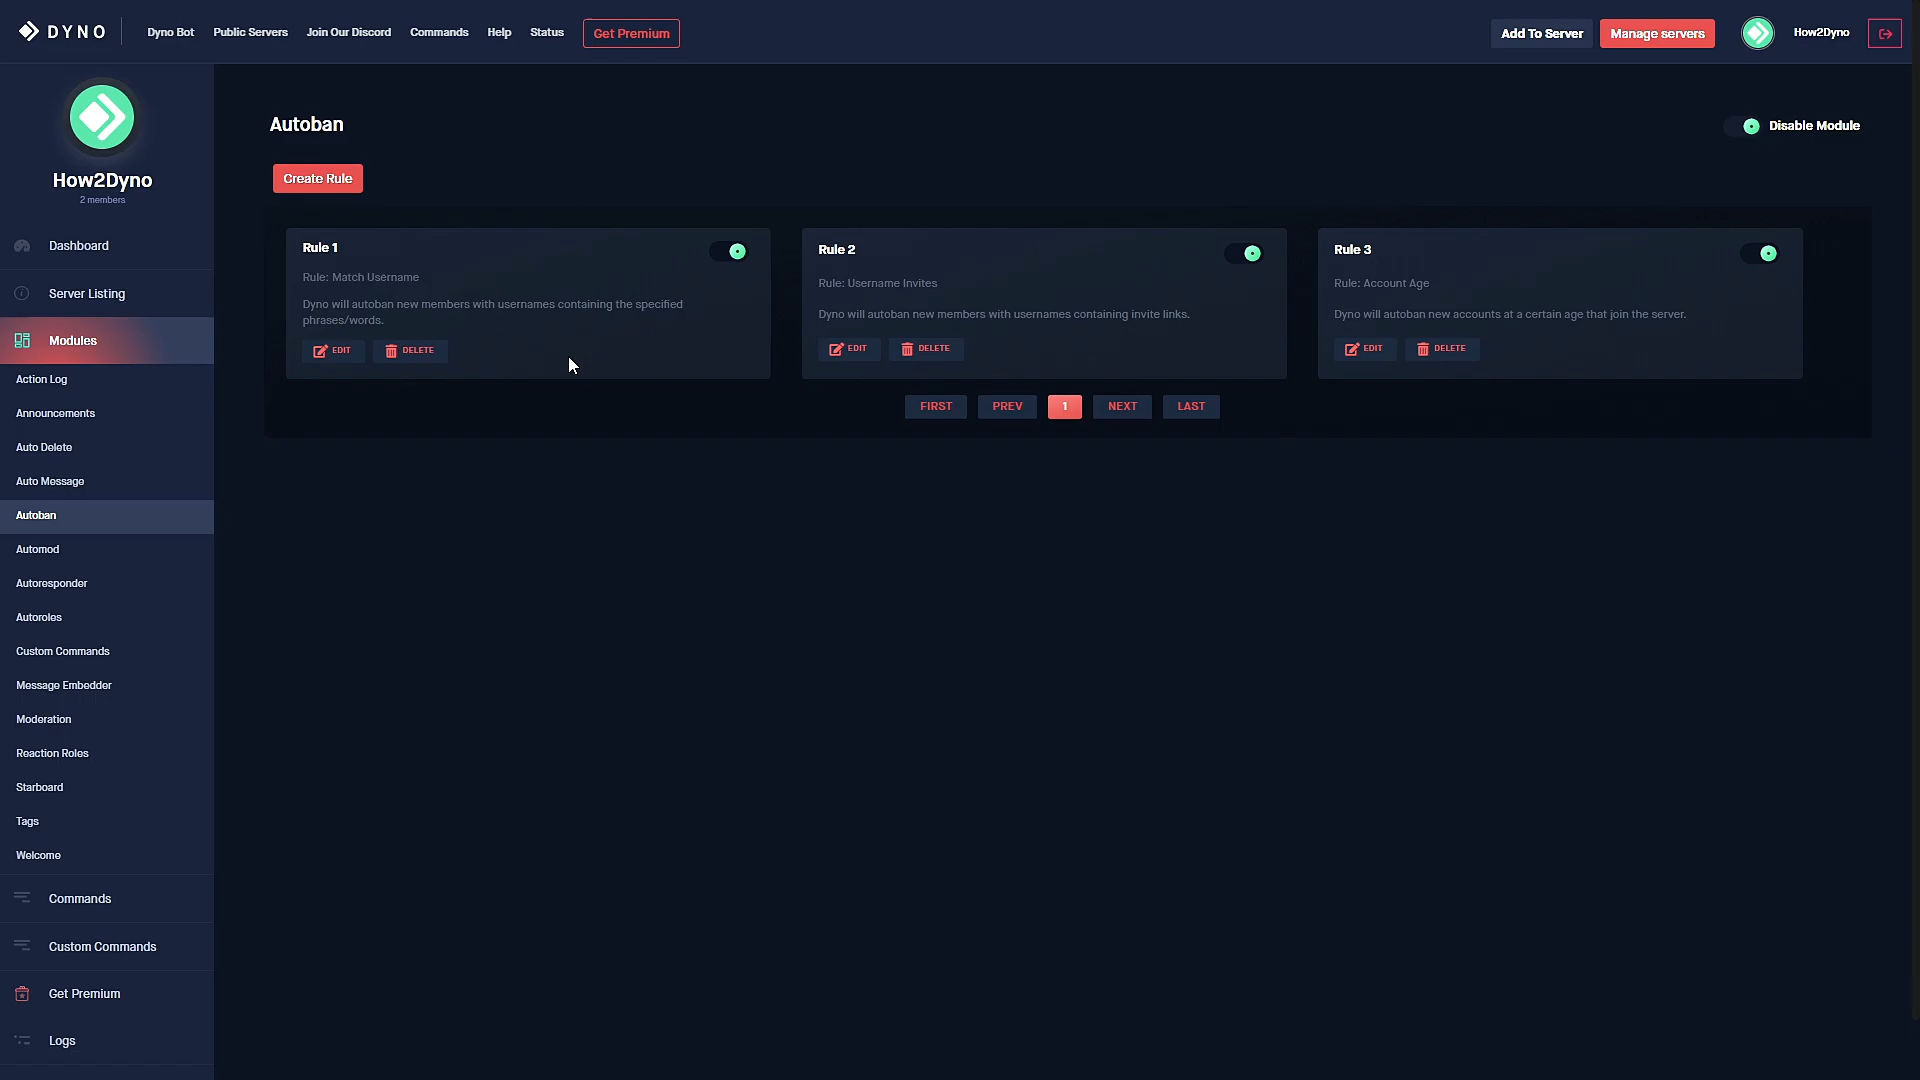 DYNO
Dyno Bot Public Servers Join Our Discord Commands Help Status Get Premium
Add To Server Manage servers How2Dyno
How2Dyno
2 members
Dashboard
Server Listing
Modules
Action Log
Announcements
Auto Delete
Auto Message
Autoban
Automod
Autoresponder
Autoroles
Custom Commands
Message Embedder
Moderation
Reaction Roles
Starboard
Tags
Welcome
Commands
Custom Commands
Get Premium
Logs
Autoban
Disable Module
Create Rule
Rule 1
Rule: Match Username
Dyno will autoban new members with usernames containing the specified
phrases/words.
EDIT DELETE
Rule 2
Rule: Username Invites
Dyno will autoban new members with usernames containing invite links.
EDIT DELETE
Rule 3
Rule: Account Age
Dyno will autoban new accounts at a certain age that join the server.
EDIT DELETE
FIRST PREV 1 NEXT LAST